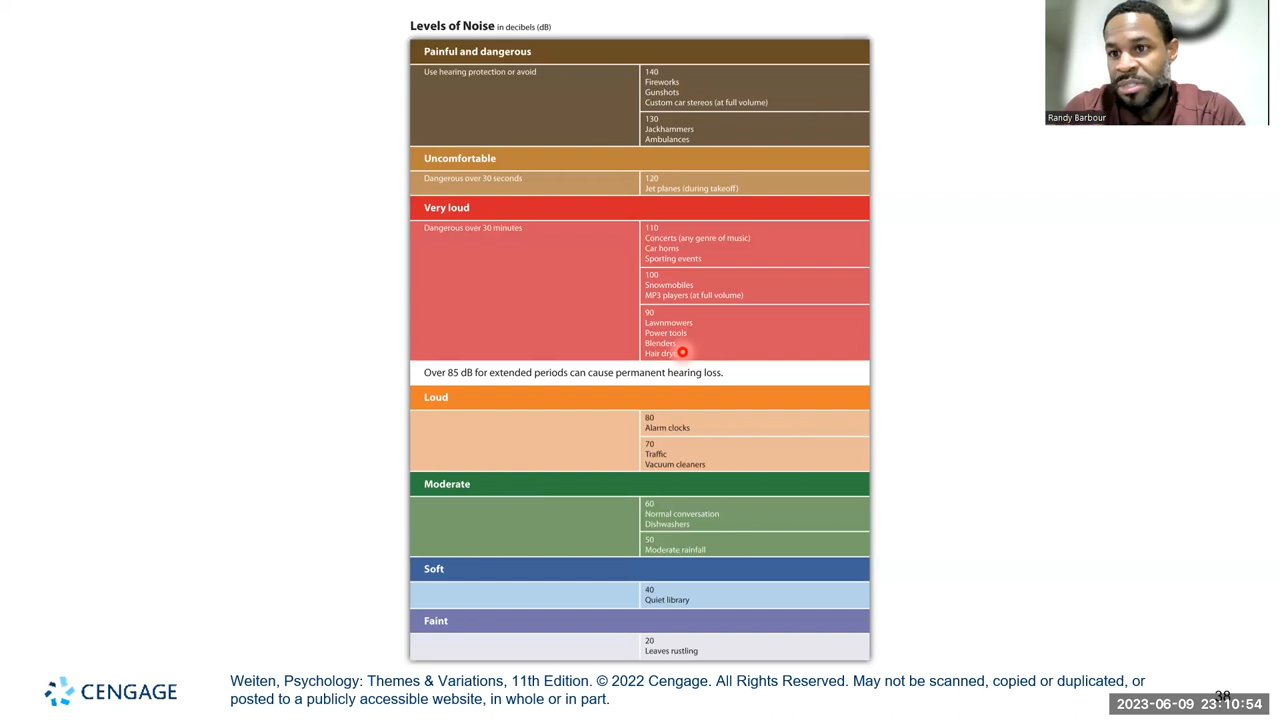 Levels of Noise in decibels (dB)
Randy Barbour
Painful and dangerous
Use hearing protection or avoid
140
Fireworks
Gunshots
Custom car stereos (at full volume)
130
Jackhammers
Ambulances
Uncomfortable
Dangerous over 30 seconds
120
Jet planes (during takeoff)
Very loud
Dangerous over 30 minutes
110
Concerts (any genre of music)
Car horns
Sporting events
100
Snowmobiles
MP3 players (at full volume)
90
Lawnmowers
Power tools
Blenders
Hair
Over 85 dB for extended periods can cause permanent hearing loss.
Loud
80
Alarm clocks
70
Traffic
Vacuum cleaners
Moderate
60
Normal conversation
Dishwashers
50
Moderate rainfall
Soft
40
Quiet library
Faint
20
Leaves rustling
CENGAGE
Weiten, Psychology: Themes & Variations, 11th Edition. © 2022 Cengage. All Rights Reserved. May not be scanned, copied or duplicated, or
posted to a publicly accessible website, in whole or in part.
38
2023-06-09 23:10:54